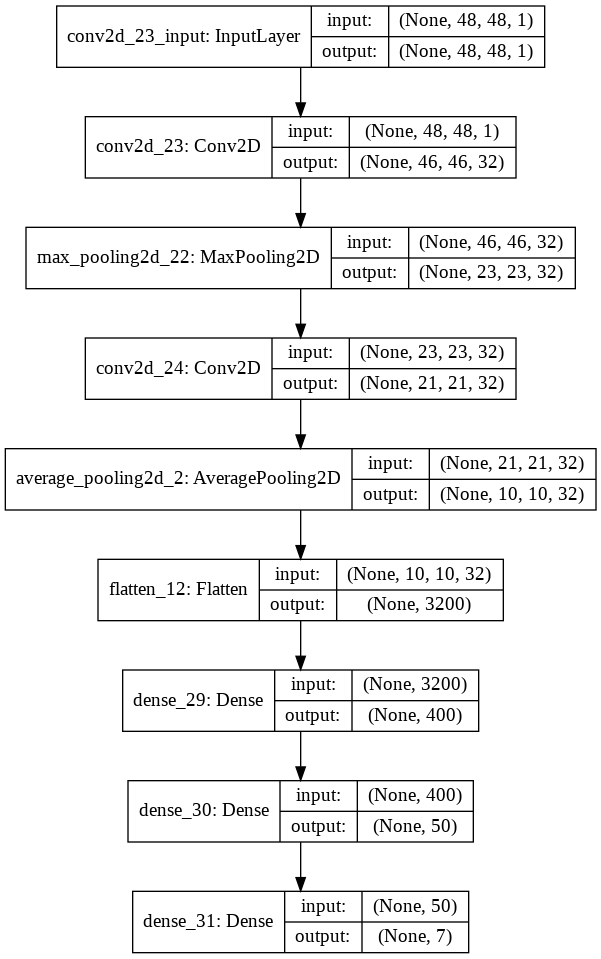 conv2d_23_input: InputLayer
input: (None, 48, 48, 1)
output: (None, 48, 48, 1)
conv2d_23: Conv2D
input: (None, 48, 48, 1)
output: (None, 46, 46, 32)
max_pooling2d_22: MaxPooling2D
input: (None, 46, 46, 32)
output: (None, 23, 23, 32)
conv2d_24: Conv2D
input: (None, 23, 23, 32)
output: (None, 21, 21, 32)
average_pooling2d_2: AveragePooling2D
input: (None, 21, 21, 32)
output: (None, 10, 10, 32)
flatten_12: Flatten
input: (None, 10, 10, 32)
output: (None, 3200)
dense_29: Dense
input: (None, 3200)
output: (None, 400)
dense_30: Dense
input: (None, 400)
output: (None, 50)
dense_31: Dense
input: (None, 50)
output: (None, 7)